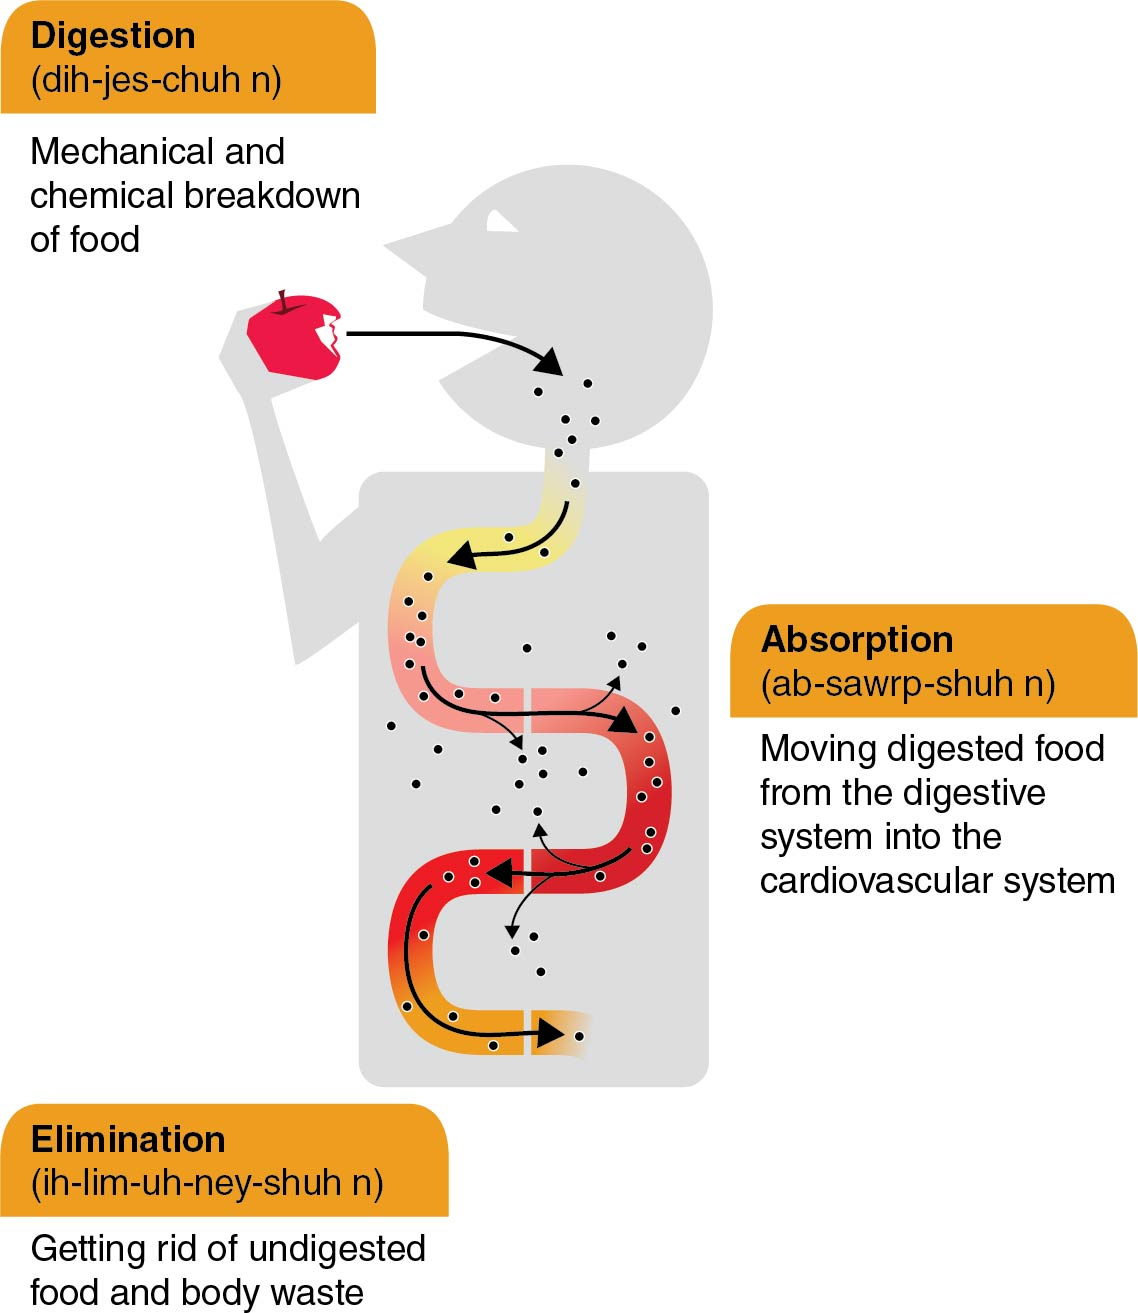 Digestion
(dih-jes-chuh n)
Mechanical and
chemical breakdown
of food
Absorption
(ab-sawrp-shuh n)
Moving digested food
from the digestive
system into the
cardiovascular system
Elimination
(ih-lim-uh-ney-shuh n)
Getting rid of undigested
food and body waste